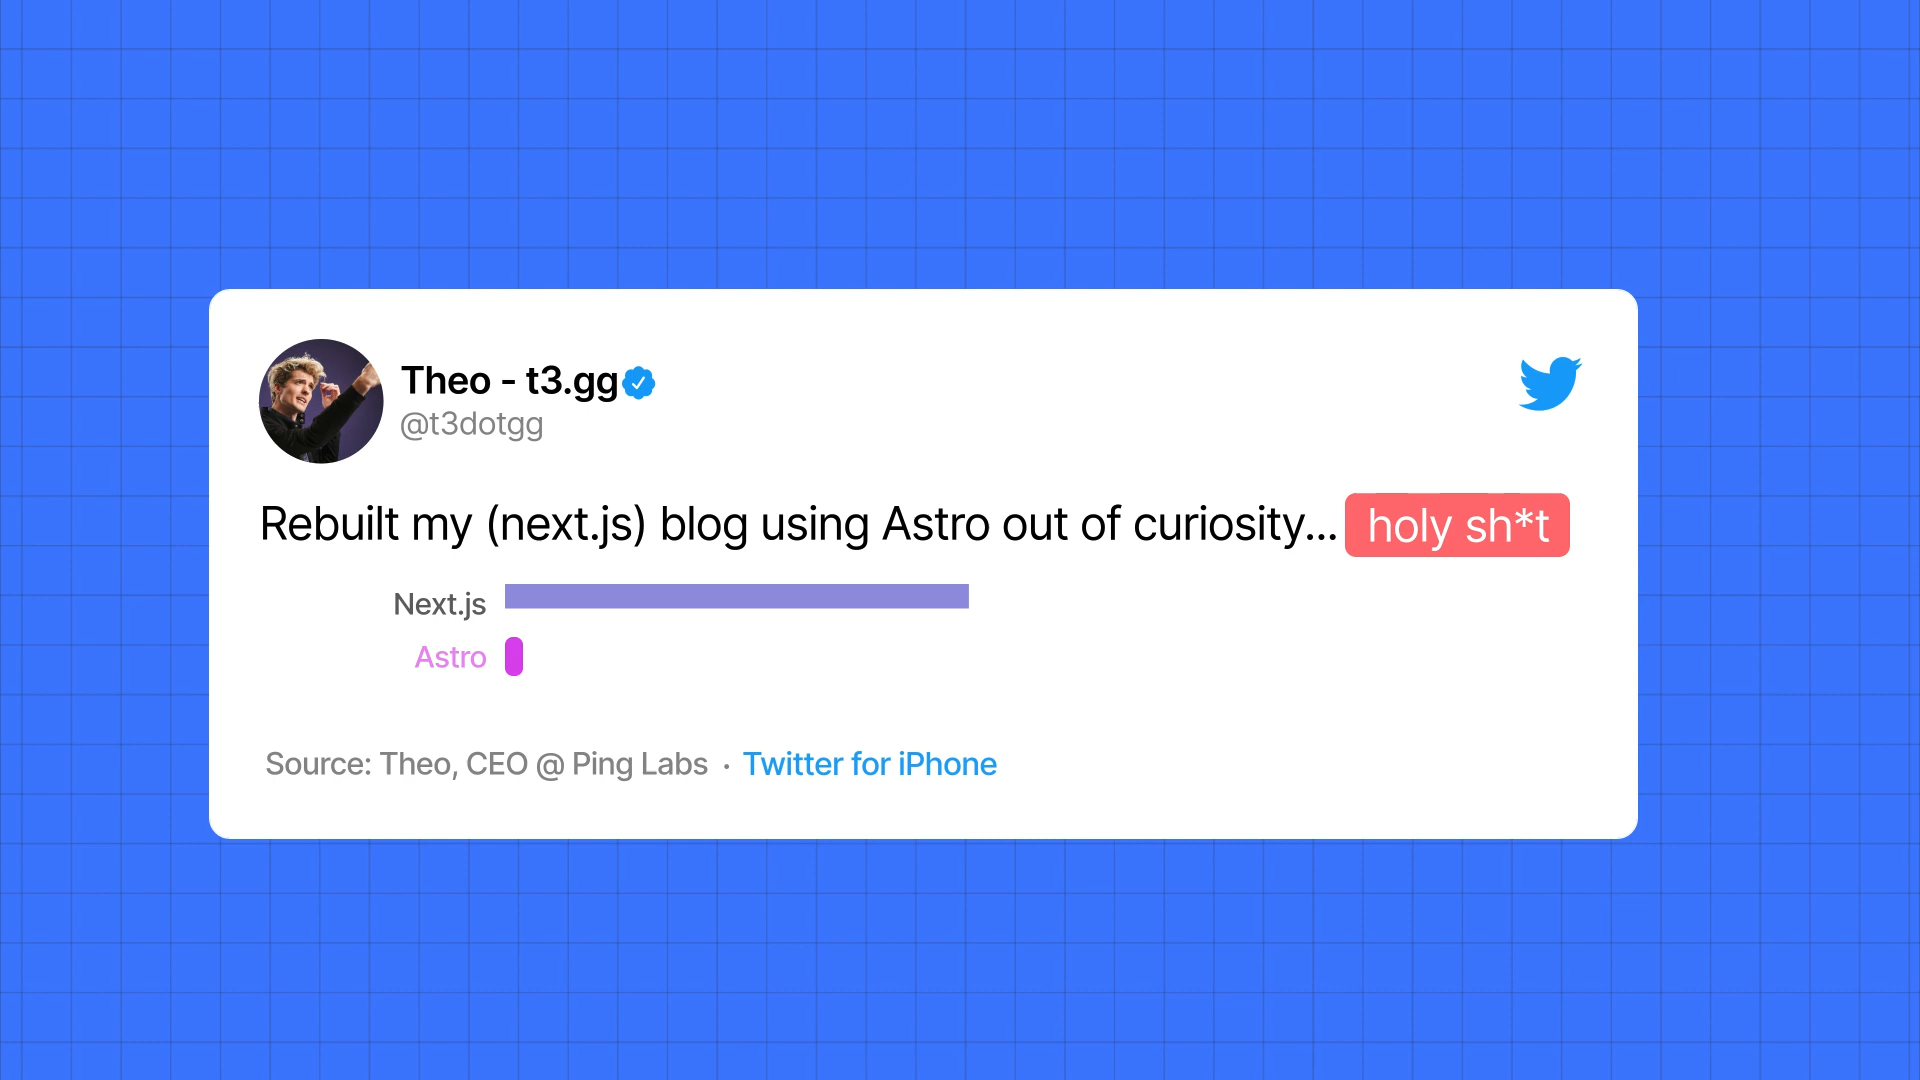 Theo - t3.gg
@t3dotgg
Rebuilt my (next.js) blog using Astro out of curiosity... holy sh*t
Next.js
Astro
Source: Theo, CEO @ Ping Labs · Twitter for iPhone